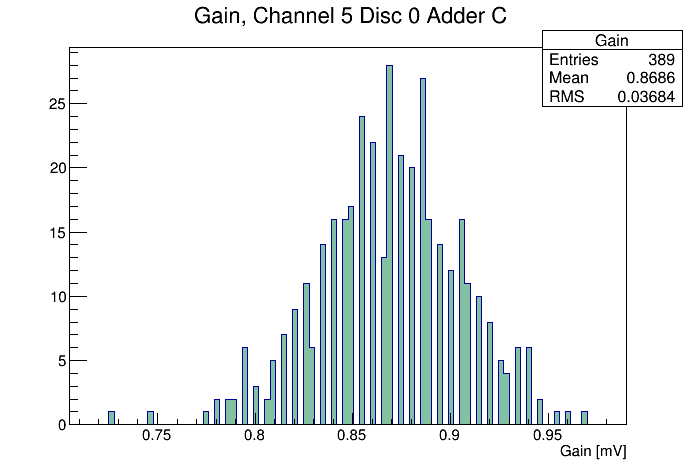 Gain, Channel 5 Disc 0 Adder C
Gain
Entries 389
Mean 0.8686
RMS 0.03684
25
20
15
10
5
0
0.75 0.8 0.85 0.9 0.95
Gain [mV]